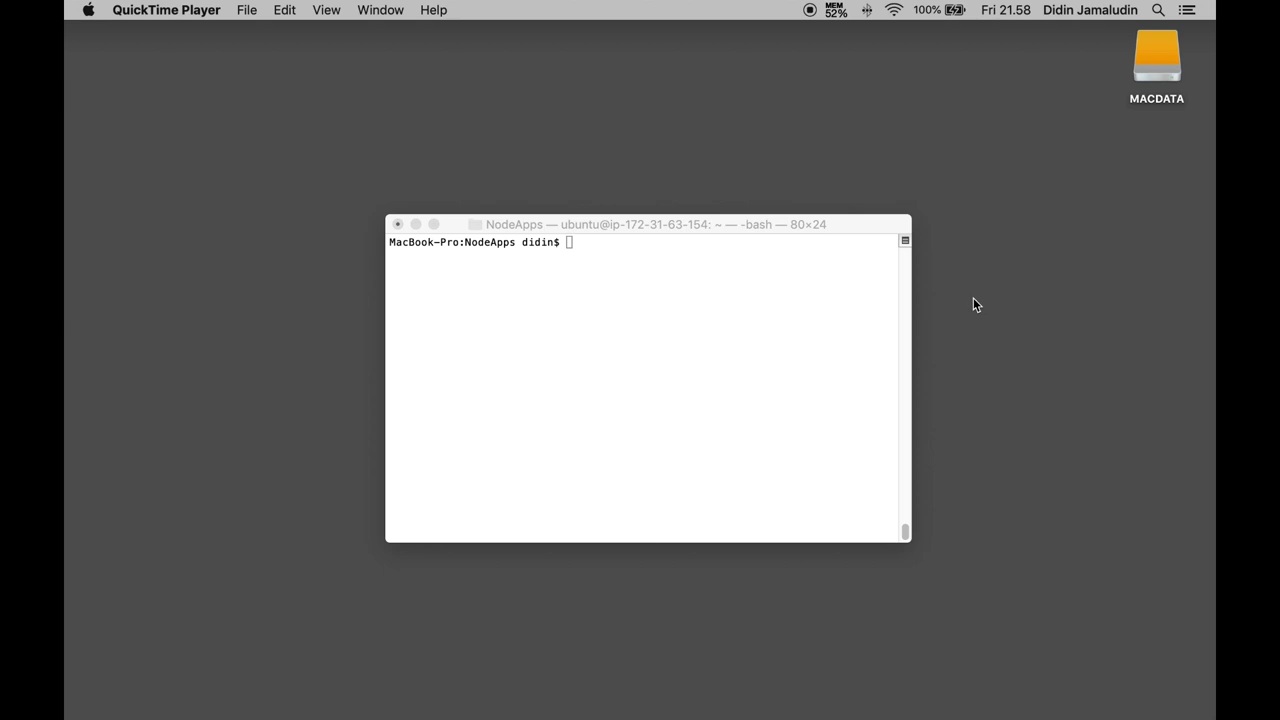 QuickTime Player File Edit View Window Help MEM 52% 100% Fri 21.58 Didin Jamaludin
MACDATA
NodeApps — ubuntu@ip-172-31-63-154: ~ — -bash — 80×24
MacBook-Pro:NodeApps didin$